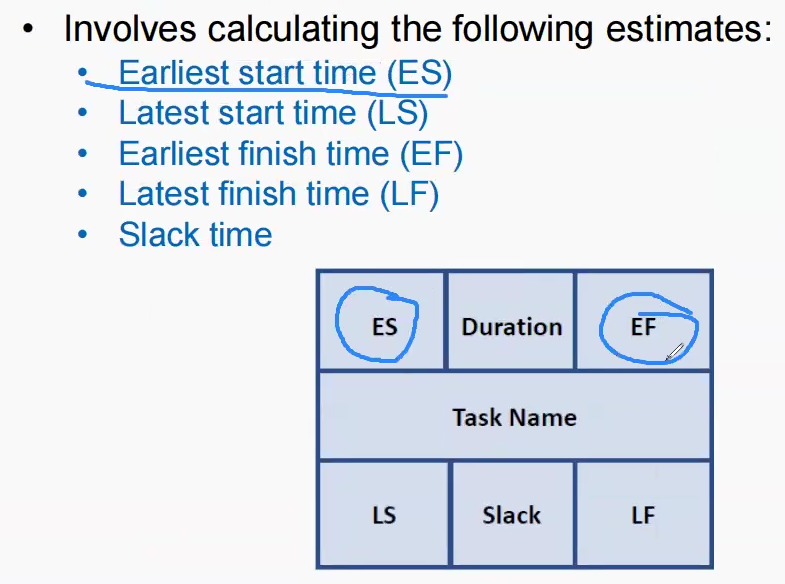 • Involves calculating the following estimates:
• Earliest start time (ES)
• Latest start time (LS)
• Earliest finish time (EF)
• Latest finish time (LF)
• Slack time
ES Duration EF
Task Name
LS Slack LF